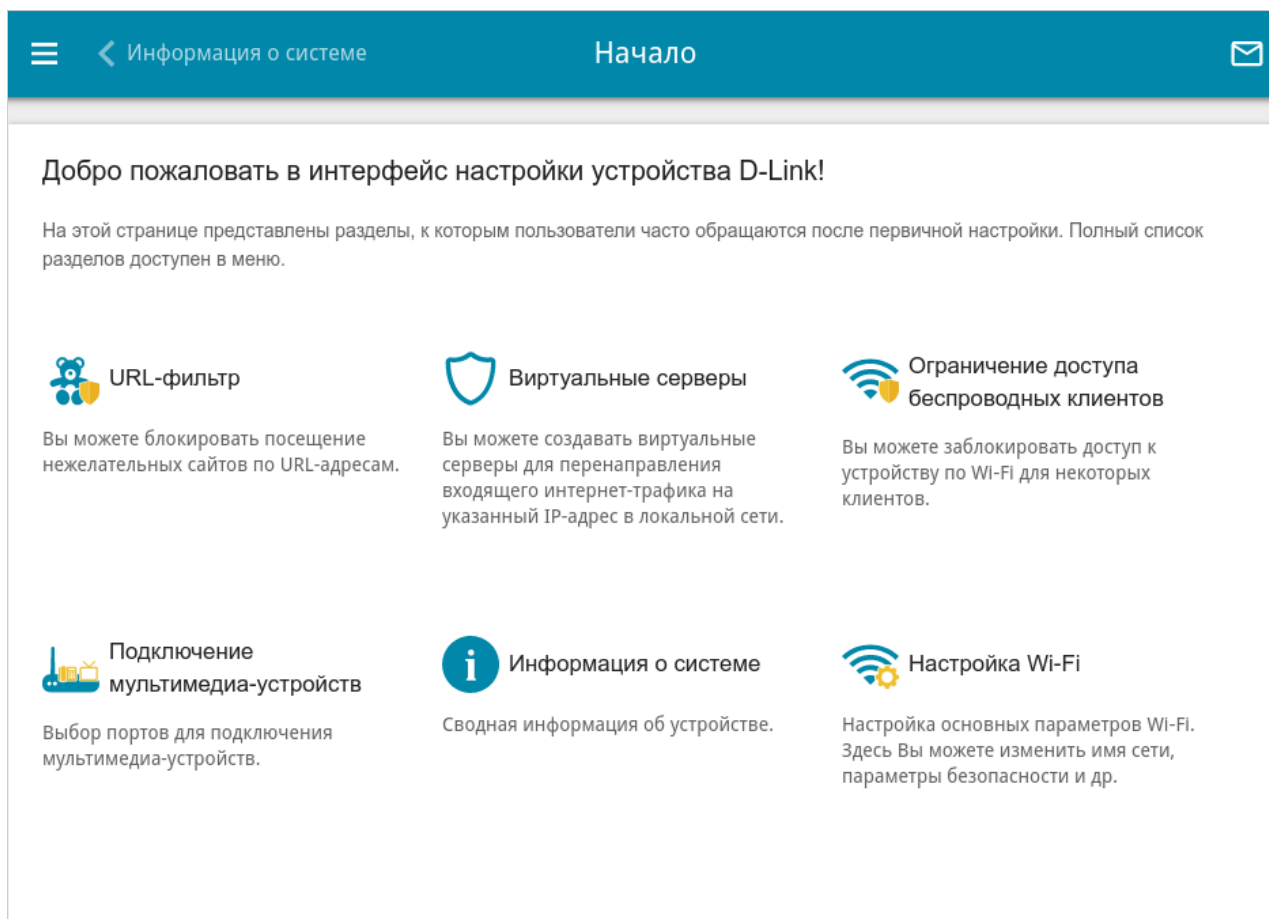 Информация о системе
Начало
Добро пожаловать в интерфейс настройки устройства D-Link!
На этой странице представлены разделы, к которым пользователи часто обращаются после первичной настройки. Полный список
разделов доступен в меню.
URL-фильтр
Вы можете блокировать посещение
нежелательных сайтов по URL-адресам.
Виртуальные серверы
Вы можете создавать виртуальные
серверы для перенаправления
входящего интернет-трафика на
указанный IP-адрес в локальной сети.
Ограничение доступа
беспроводных клиентов
Вы можете заблокировать доступ к
устройству по Wi-Fi для некоторых
клиентов.
Подключение
мультимедиа-устройств
Выбор портов для подключения
мультимедиа-устройств.
Информация о системе
Сводная информация об устройстве.
Настройка Wi-Fi
Настройка основных параметров Wi-Fi.
Здесь Вы можете изменить имя сети,
параметры безопасности и др.